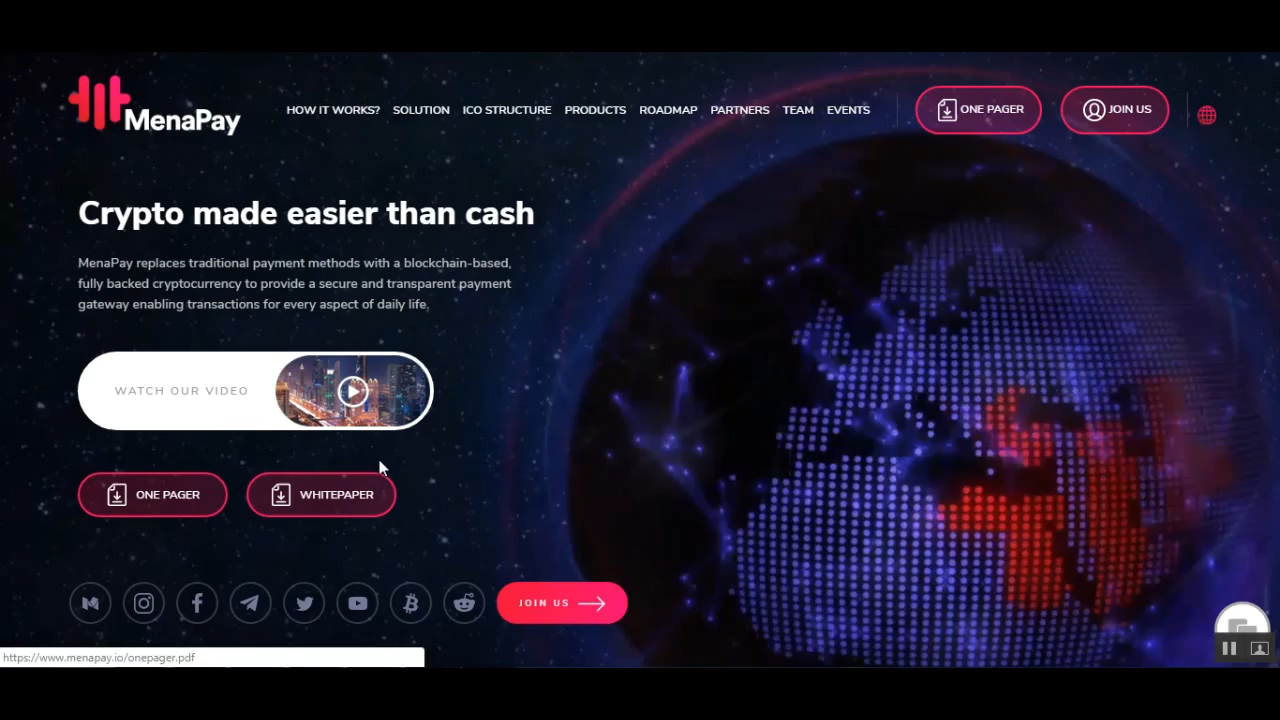 MenaPay
HOW IT WORKS? SOLUTION ICO STRUCTURE PRODUCTS ROADMAP PARTNERS TEAM EVENTS
ONE PAGER
JOIN US
Crypto made easier than cash
MenaPay replaces traditional payment methods with a blockchain-based,
fully backed cryptocurrency to provide a secure and transparent payment
gateway enabling transactions for every aspect of daily life.
WATCH OUR VIDEO
ONE PAGER
WHITEPAPER
JOIN US
https://www.menapay.io/onepager.pdf